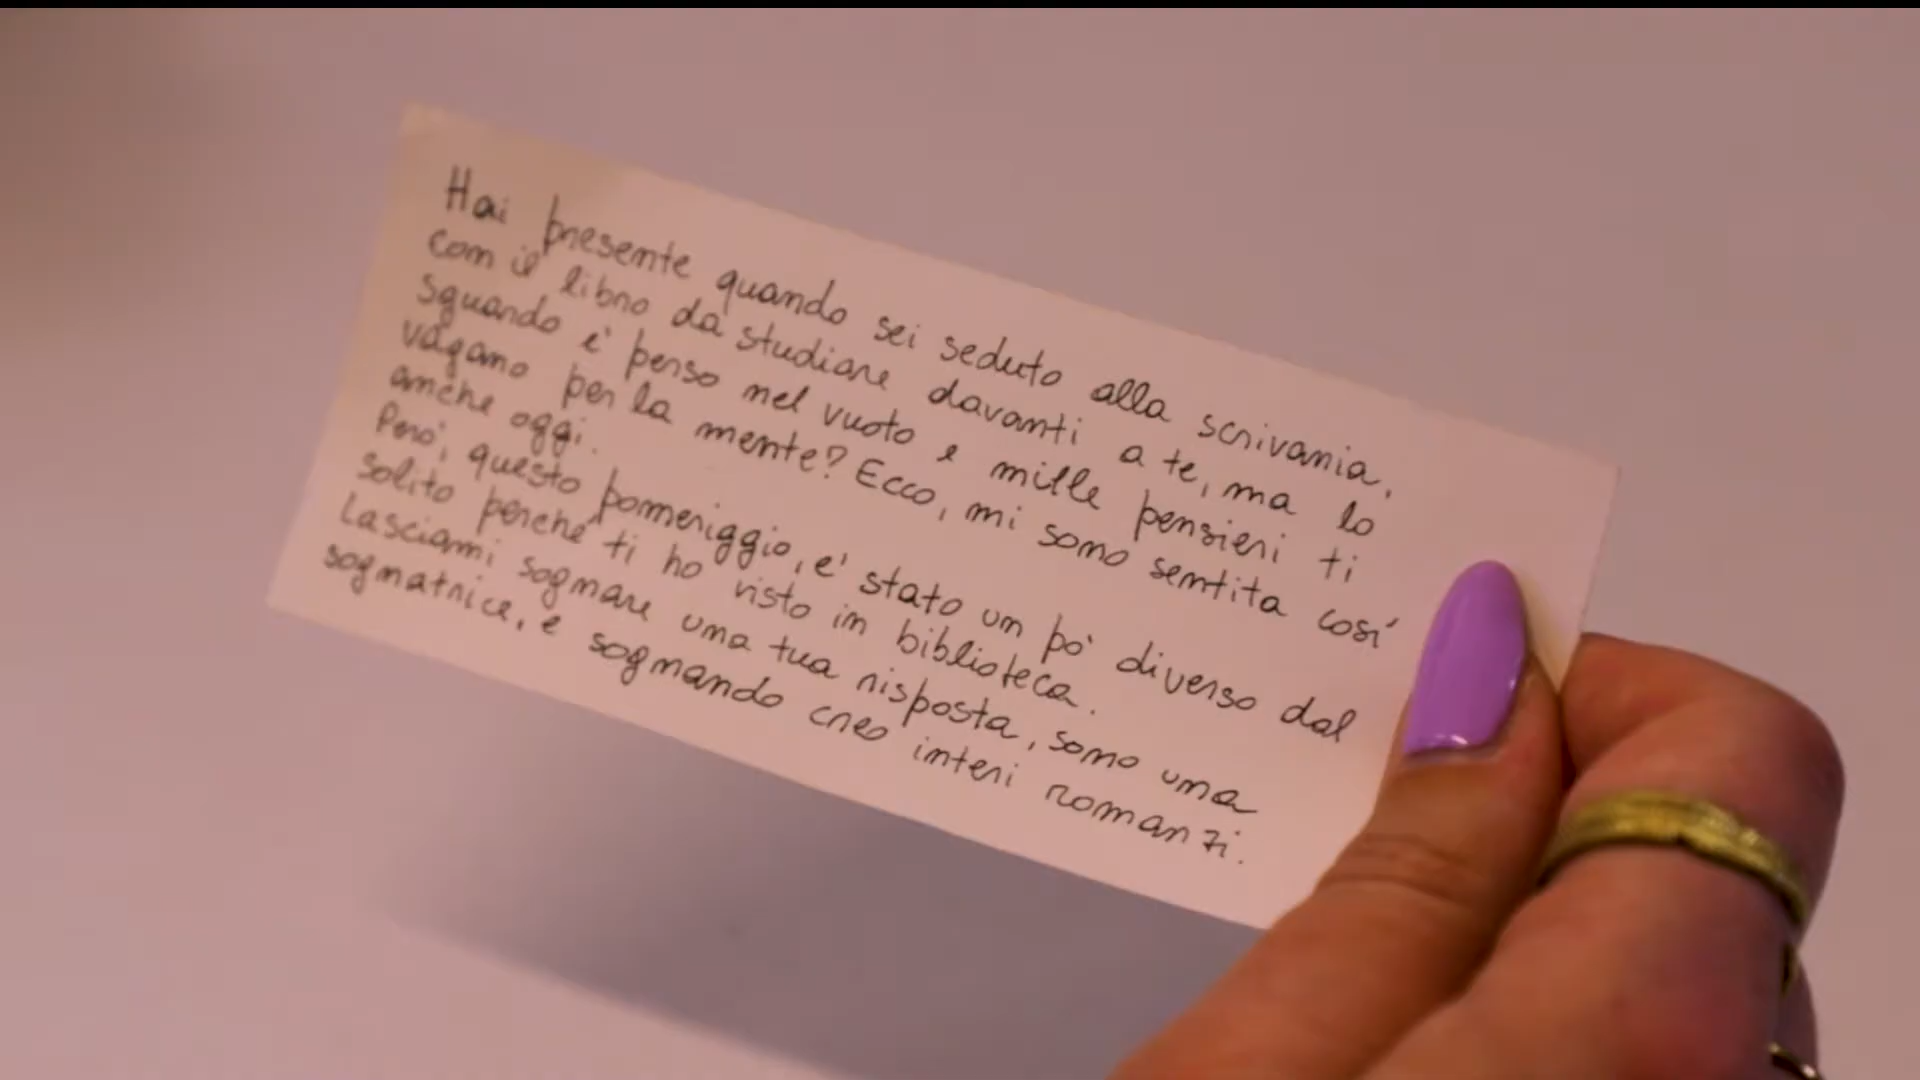 Hai presente quando sei seduto alla scrivania,
con il libro da studiare davanti a te, ma lo
sguardo è perso nel vuoto e mille pensieri ti
vagano per la mente? Ecco, mi sono sentita così
anche oggi.
Però, questo pomeriggio, e' stato un pò diverso dal
solito perché ti ho visto in biblioteca.
Lasciami sognare una tua risposta, sono una
sognatrice, e sognando creo interi romanzi.